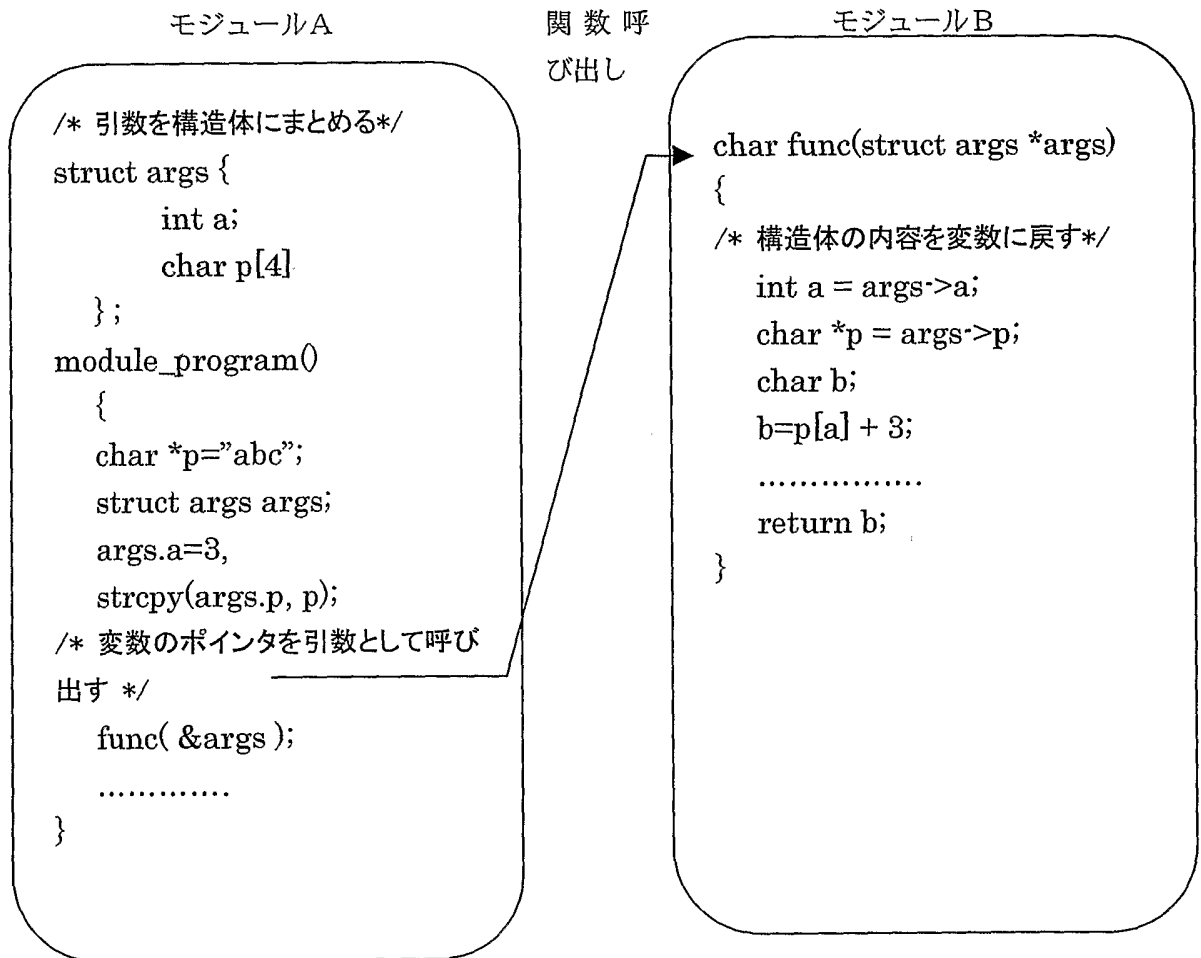 モジュールA
関数呼
び出し
モジュールB
/* 引数を構造体にまとめる*/
struct args {
int a;
char p[4]
};
module_program()
{
char *p="abc";
struct args args;
args.a=3,
strcpy(args.p, p);
/* 変数のポインタを引数として呼び
出す */
func( &args );
………….
}
char func(struct args *args)
{
/* 構造体の内容を変数に戻す*/
int a = args->a;
char *p = args->p;
char b;
b=p[a] + 3;
…………….
return b;
}